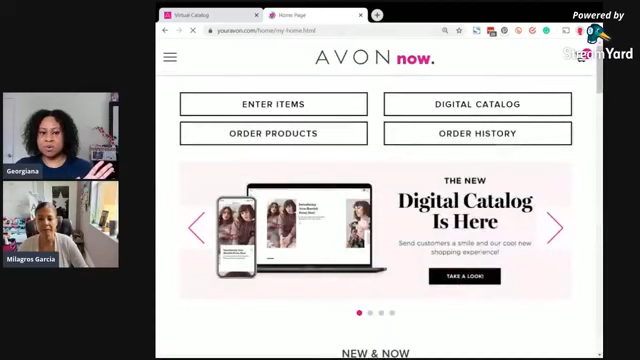 Virtual Catalog
Home Page
youravon.com/home/my-home.html
Powered by
StreamYard
AVON now.
ENTER ITEMS
DIGITAL CATALOG
ORDER PRODUCTS
ORDER HISTORY
THE NEW
Digital Catalog
Is Here
Send customers a smile and our cool new
shopping experience!
TAKE A LOOK!
NEW & NOW
Georgiana
Milagros Garcia